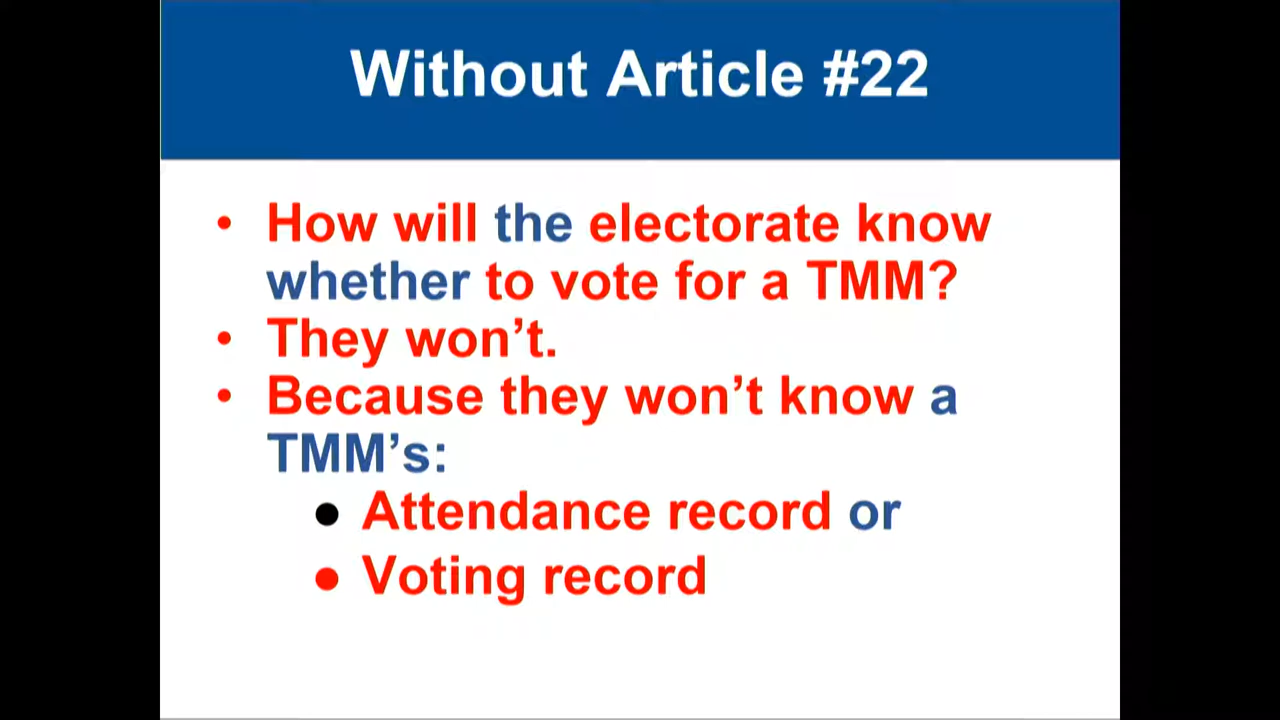 Without Article #22
• How will the electorate know
whether to vote for a TMM?
• They won’t.
• Because they won’t know a
TMM’s:
● Attendance record or
● Voting record